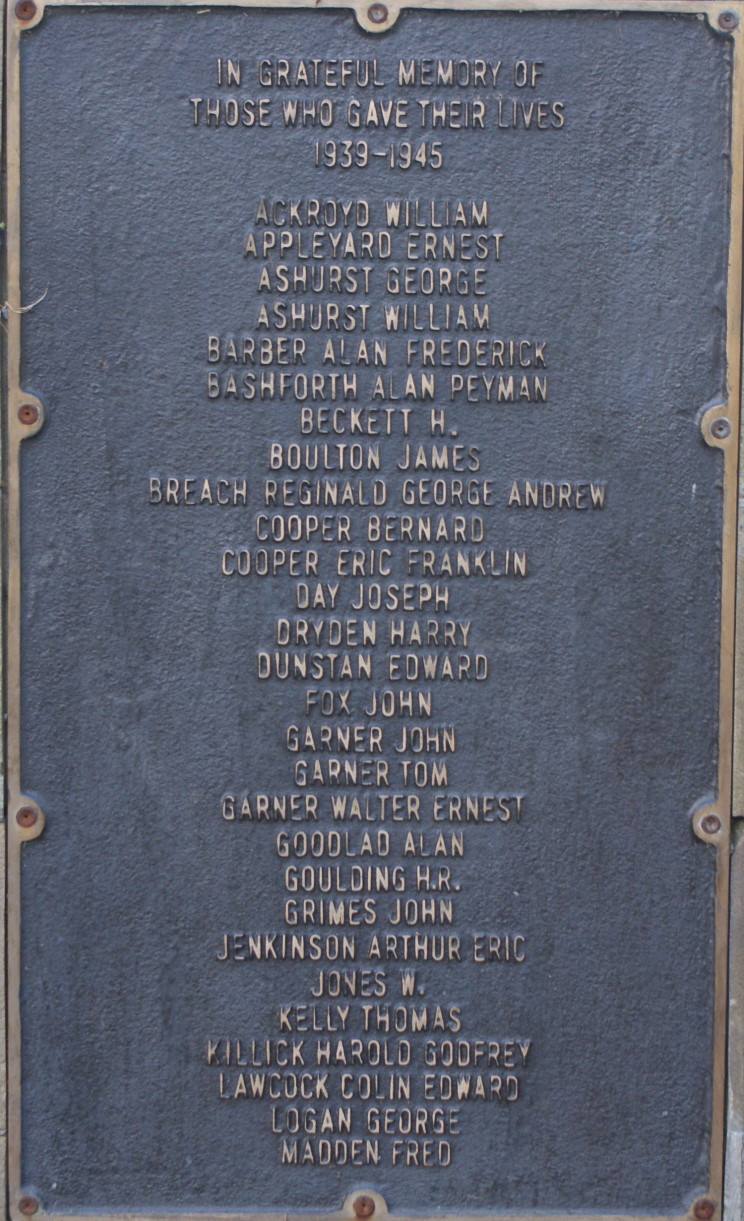 IN GRATEFUL MEMORY OF
THOSE WHO GAVE THEIR LIVES
1939-1945
ACKROYD WILLIAM
APPLEYARD ERNEST
ASHURST GEORGE
ASHURST WILLIAM
BARBER ALAN FREDERICK
BASHFORTH ALAN PEYMAN
BECKETT H.
BOULTON JAMES
BREACH REGINALD GEORGE ANDREW
COOPER BERNARD
COOPER ERIC FRANKLIN
DAY JOSEPH
DRYDEN HARRY
DUNSTAN EDWARD
FOX JOHN
GARNER JOHN
GARNER TOM
GARNER WALTER ERNEST
GOODLAD ALAN
GOULDING H.R.
GRIMES JOHN
JENKINSON ARTHUR ERIC
JONES W.
KELLY THOMAS
KILLICK HAROLD GODFREY
LAWCOCK COLIN EDWARD
LOGAN GEORGE
MADDEN FRED